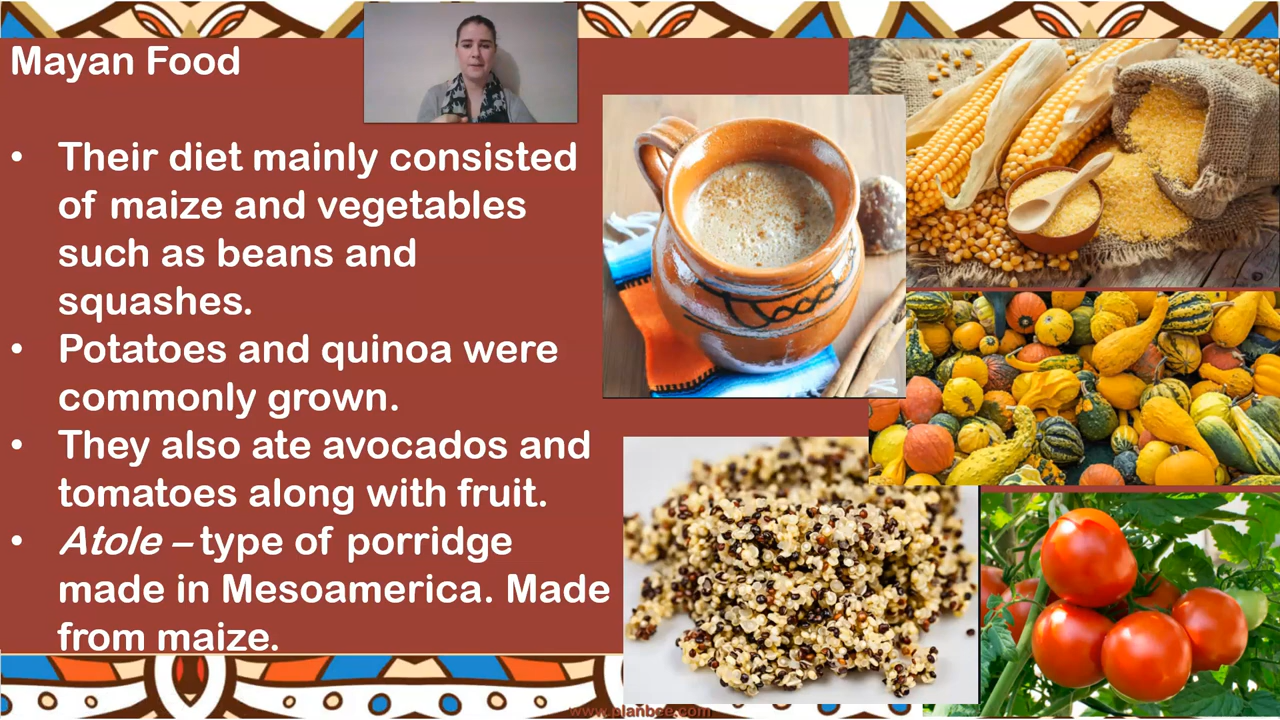 Mayan Food
• Their diet mainly consisted
of maize and vegetables
such as beans and
squashes.
• Potatoes and quinoa were
commonly grown.
• They also ate avocados and
tomatoes along with fruit.
• Atole – type of porridge
made in Mesoamerica. Made
from maize.
www.planbee.com